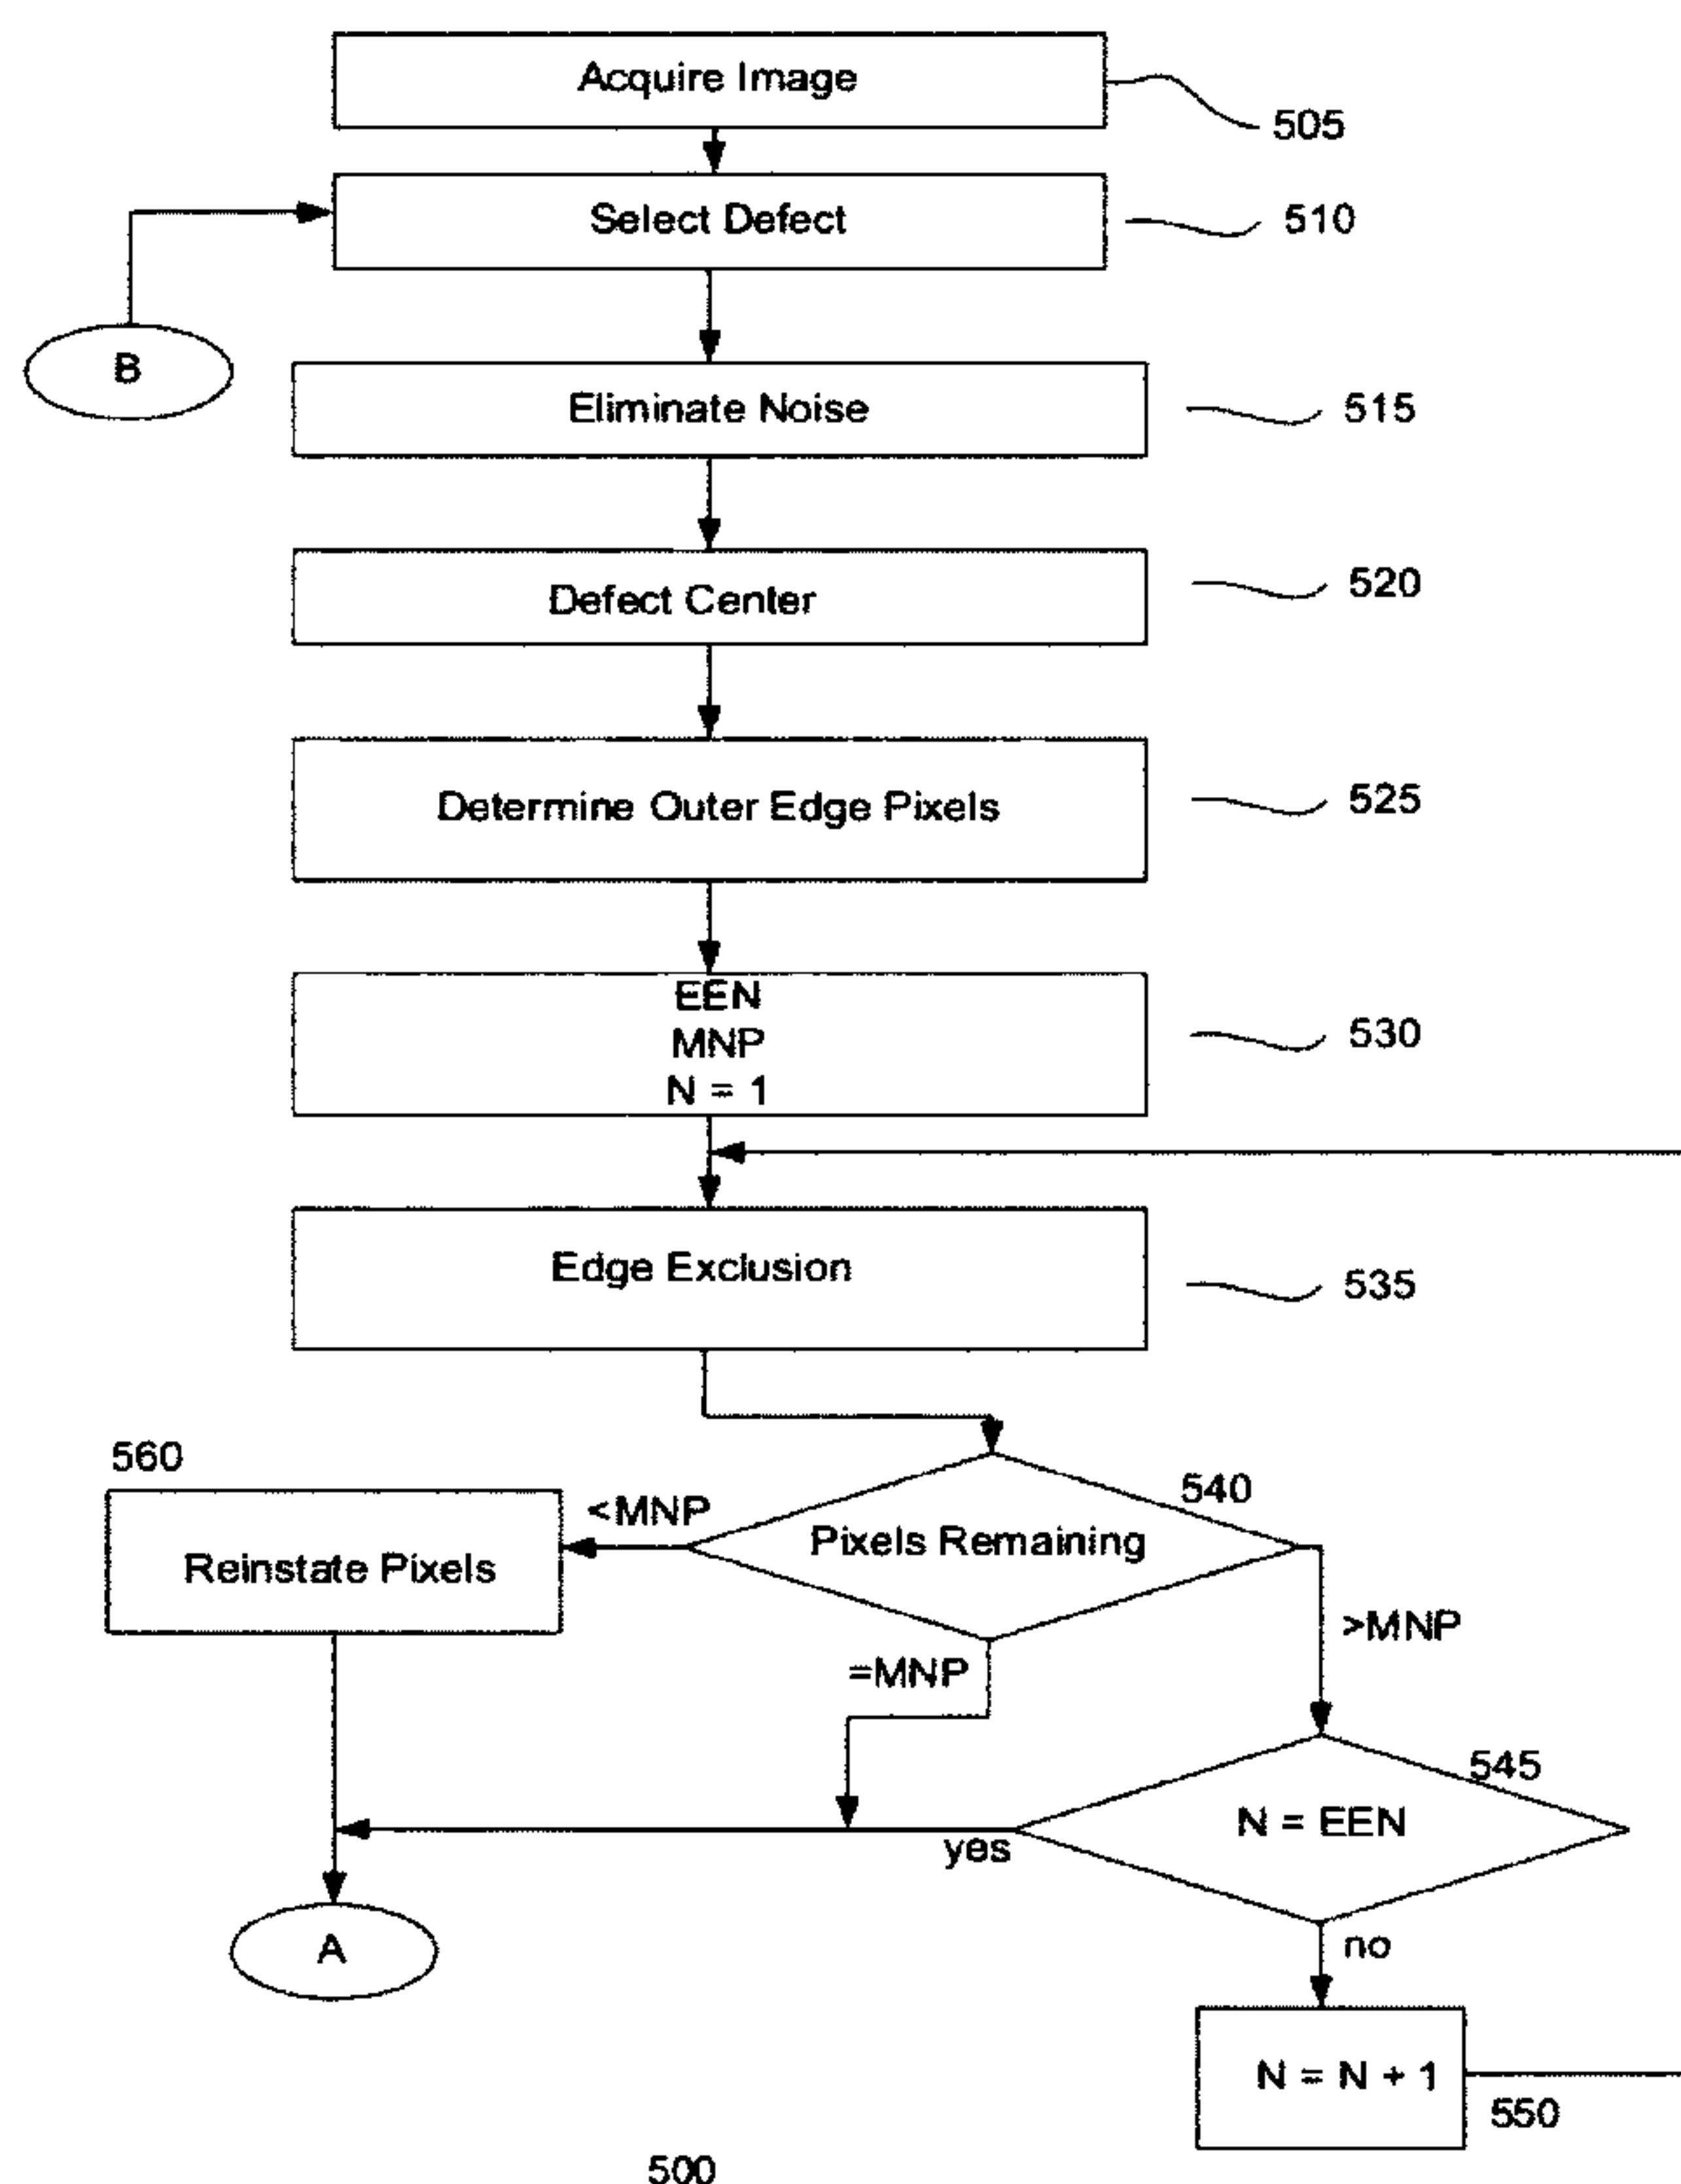 Acquire Image
505
Select Defect
510
B
Eliminate Noise
515
Defect Center
520
Determine Outer Edge Pixels
525
EEN
MNP
N = 1
530
Edge Exclusion
535
560
<MNP
540
Reinstate Pixels
Pixels Remaining
>MNP
=MNP
545
N = EEN
yes
A
no
N = N + 1
550
500